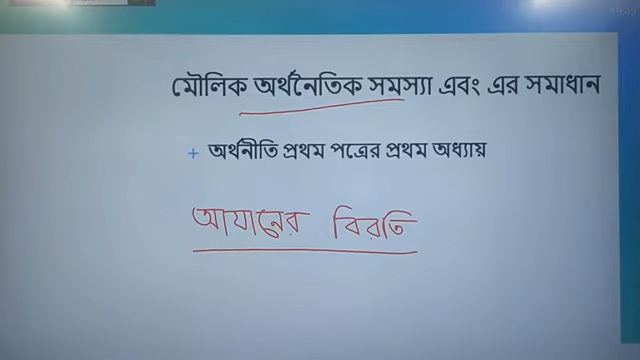 মৌলিক অর্থনৈতিক সমস্যা এবং এর সমাধান
+ অর্থনীতি প্রথম পত্রের প্রথম অধ্যায়
আযানের বিরতি